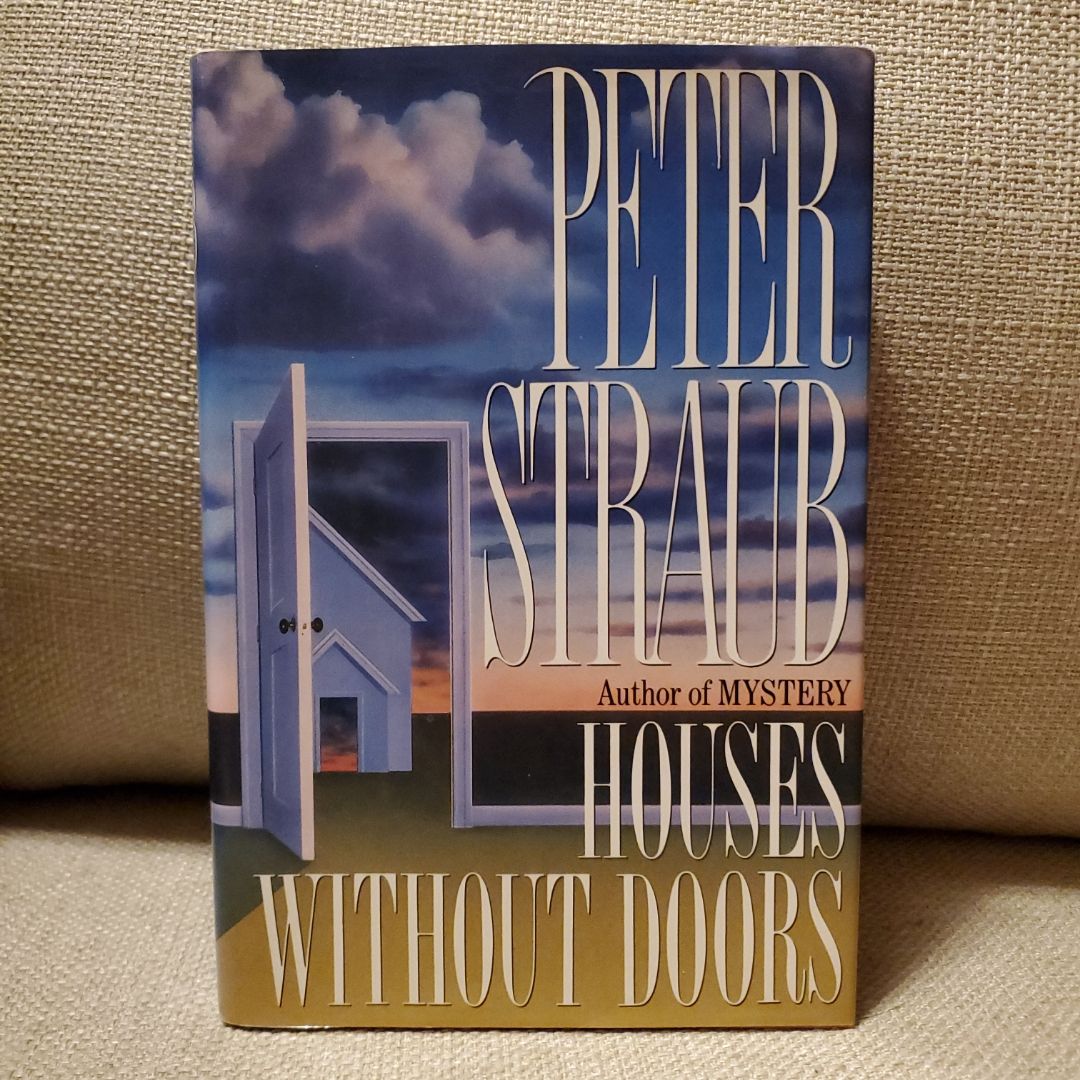 PETER
STRAUB
Author of MYSTERY
HOUSES
WITHOUT DOORS